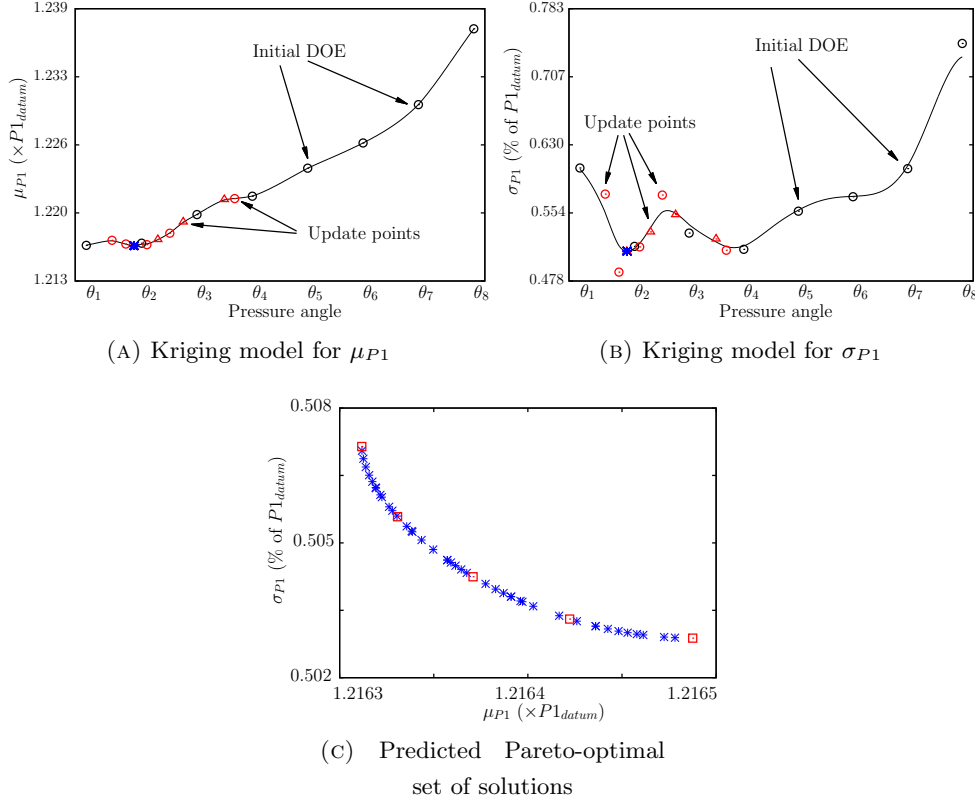 1.239
1.233
1.226
1.220
1.213
μP1 (×P1datum)
Initial DOE
Update points
θ1 θ2 θ3 θ4 θ5 θ6 θ7 θ8
Pressure angle
(A) Kriging model for μP1
0.783
0.707
0.630
0.554
0.478
σP1 (% of P1datum)
Initial DOE
Update points
θ1 θ2 θ3 θ4 θ5 θ6 θ7 θ8
Pressure angle
(B) Kriging model for σP1
0.508
0.505
0.502
σP1 (% of P1datum)
1.2163 1.2164 1.2165
μP1 (×P1datum)
(C) Predicted Pareto-optimal
set of solutions